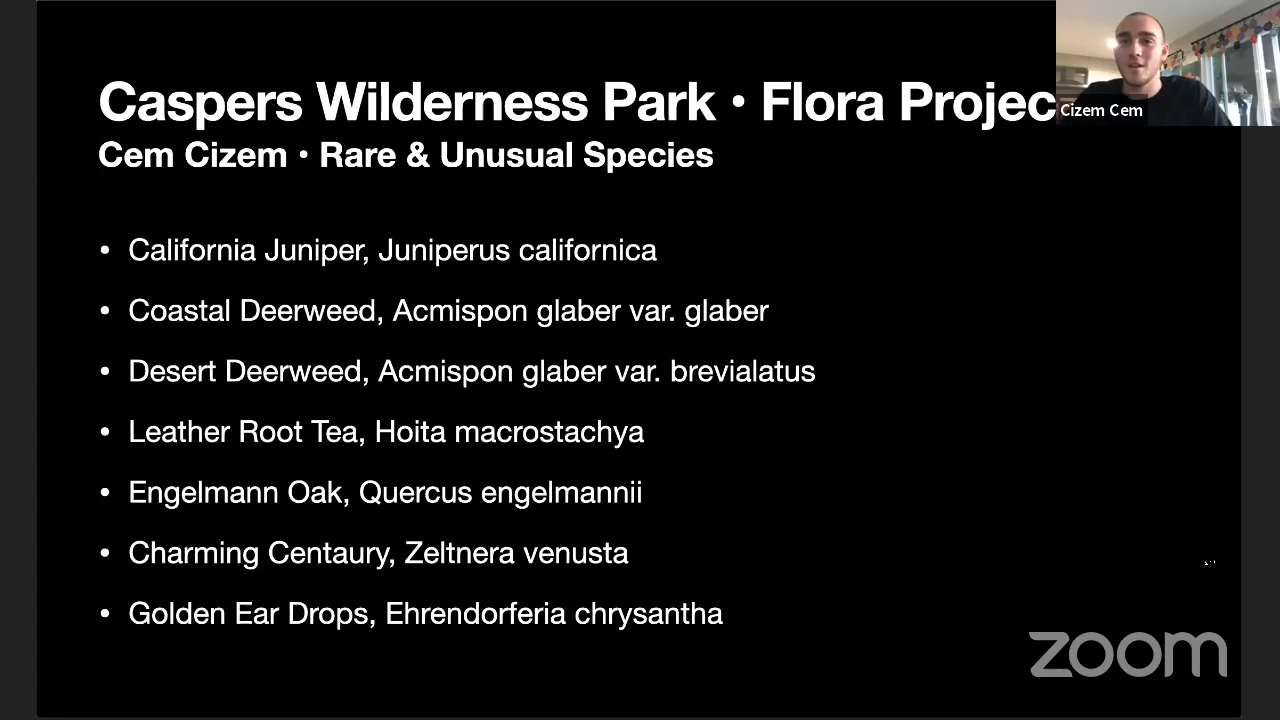 Caspers Wilderness Park • Flora Projec
Cizem Cem
Cem Cizem • Rare & Unusual Species
• California Juniper, Juniperus californica
• Coastal Deerweed, Acmispon glaber var. glaber
• Desert Deerweed, Acmispon glaber var. brevialatus
• Leather Root Tea, Hoita macrostachya
• Engelmann Oak, Quercus engelmannii
• Charming Centaury, Zeltnera venusta
• Golden Ear Drops, Ehrendorferia chrysantha
zoom